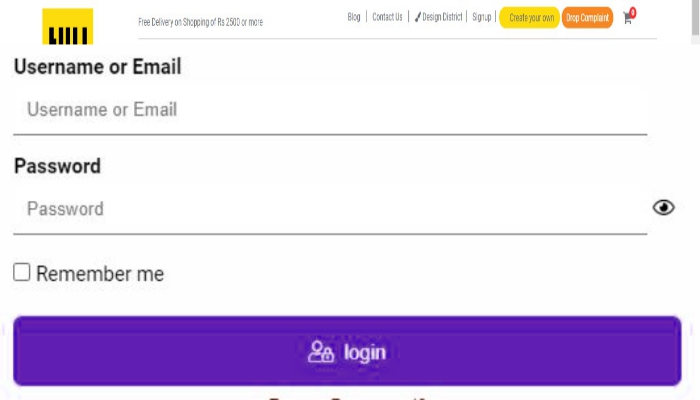 Free Delivery on Shopping of Rs 2500 or more
Blog | Contact Us | Design District | Signup | Create your own Drop Complaint 0
Username or Email
Username or Email
Password
Password
Remember me
login